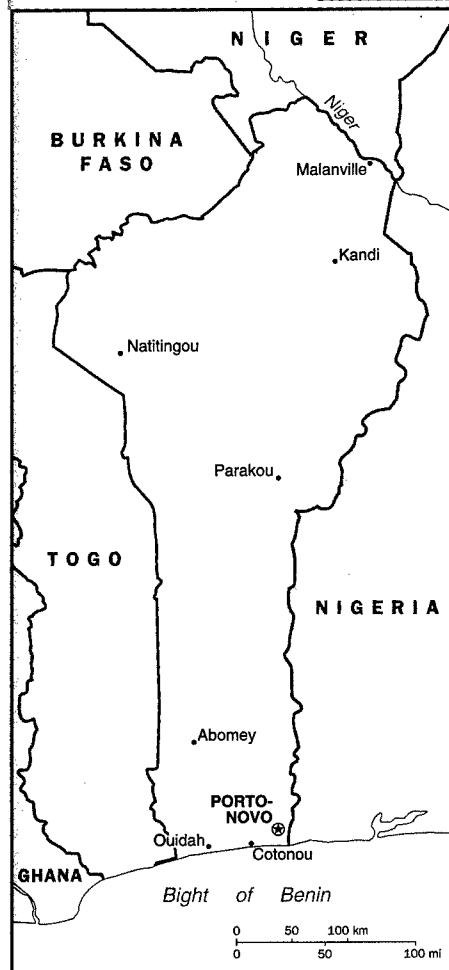 NIGER
Niger
BURKINA
FASO
Malanville
Kandi
Natitingou
Parakou
TOGO
NIGERIA
Abomey
PORTO-
NOVO
Ouidah
Cotonou
GHANA
Bight of Benin
0 50 100 km
0 50 100 mi